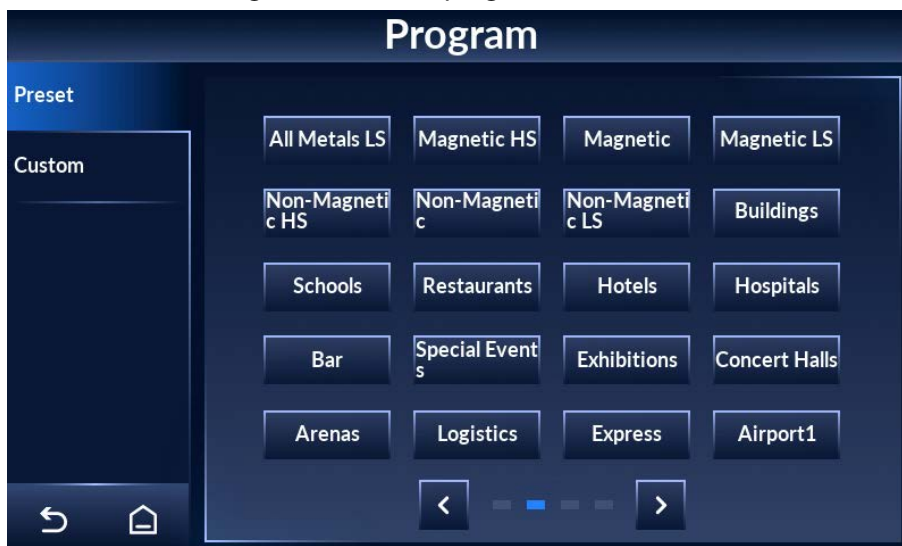 Program
Preset
Custom
All Metals LS
Magnetic HS
Magnetic
Magnetic LS
Non-Magneti
c HS
Non-Magneti
c
Non-Magneti
c LS
Buildings
Schools
Restaurants
Hotels
Hospitals
Bar
Special Event
s
Exhibitions
Concert Halls
Arenas
Logistics
Express
Airport1